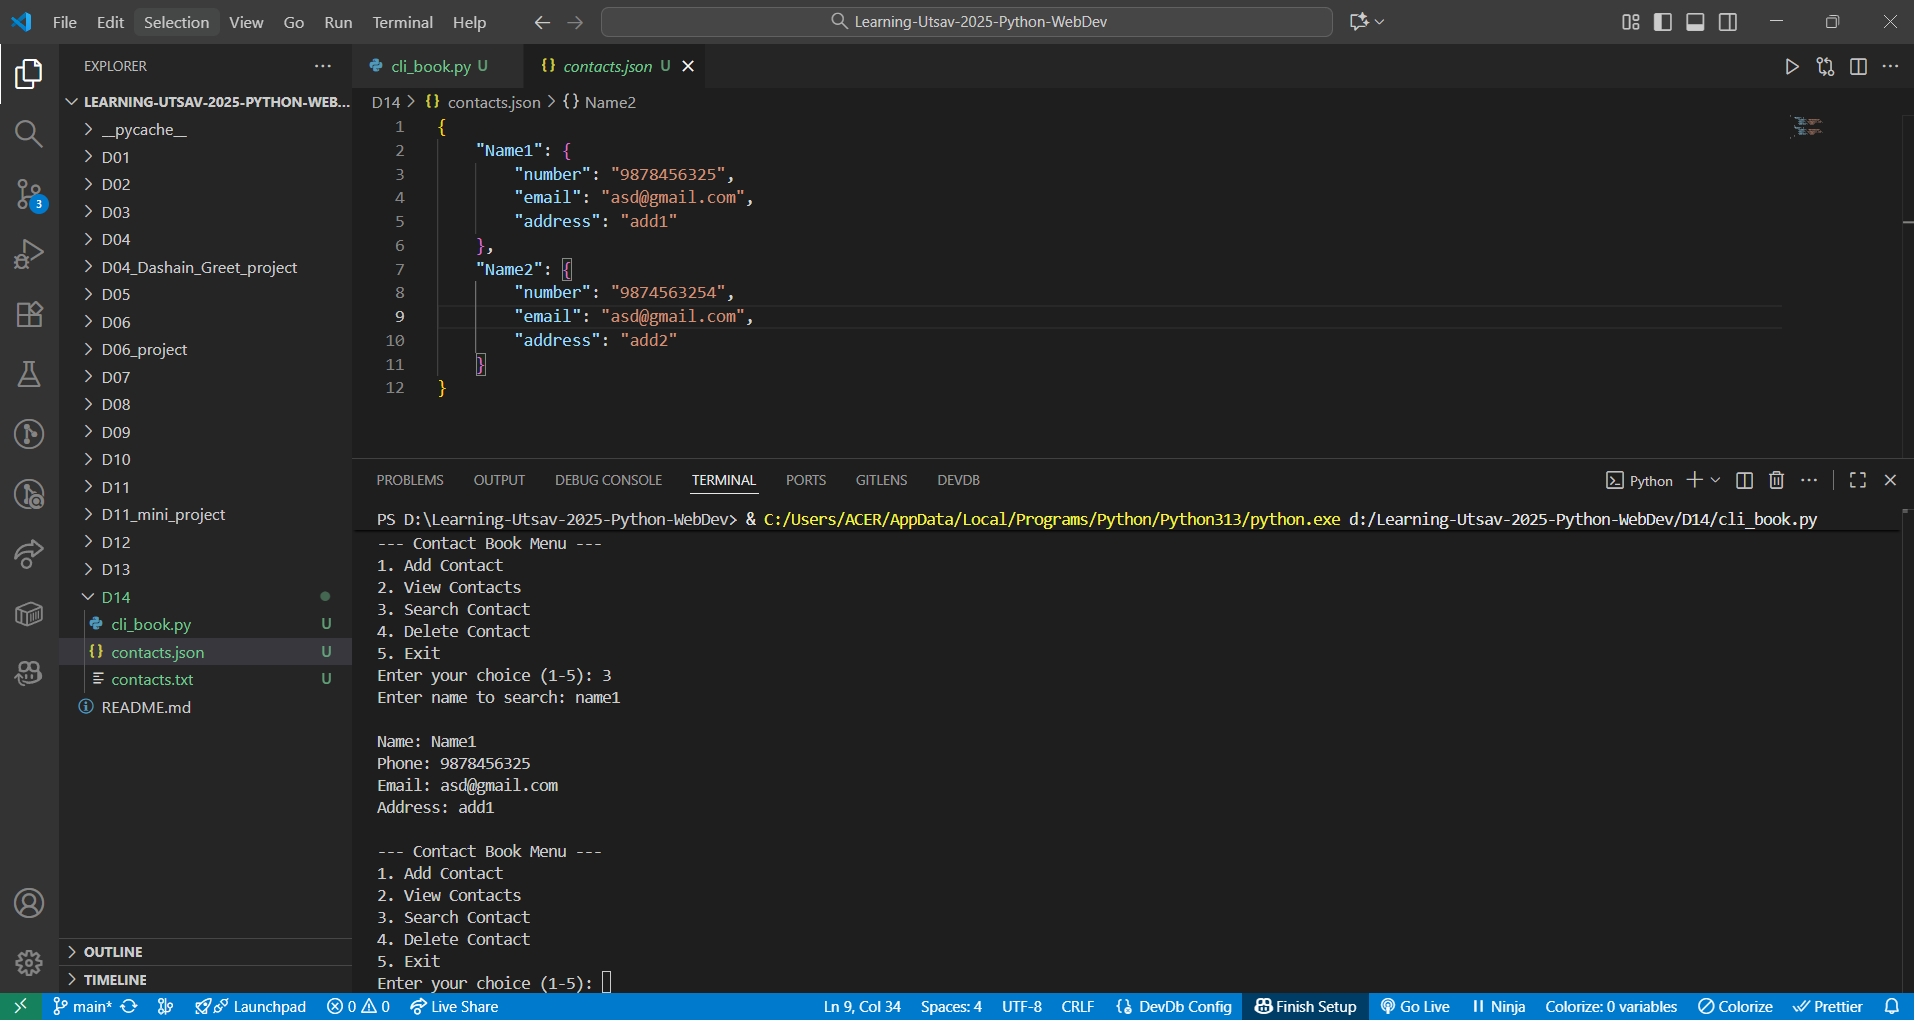 File Edit Selection View Go Run Terminal Help
Learning-Utsav-2025-Python-WebDev
EXPLORER
LEARNING-UTSAV-2025-PYTHON-WEB...
__pycache__
D01
D02
D03
D04
D04_Dashain_Greet_project
D05
D06
D06_project
D07
D08
D09
D10
D11
D11_mini_project
D12
D13
D14
cli_book.py U
contacts.json U
contacts.txt U
README.md
OUTLINE
TIMELINE
3
cli_book.py U
contacts.json U
D14 > {} contacts.json > {} Name2
1 {
2 "Name1": {
3 "number": "9878456325",
4 "email": "asd@gmail.com",
5 "address": "add1"
6 },
7 "Name2": {
8 "number": "9874563254",
9 "email": "asd@gmail.com",
10 "address": "add2"
11 }
12 }
PROBLEMS OUTPUT DEBUG CONSOLE TERMINAL PORTS GITLENS DEVDB
Python
PS D:\Learning-Utsav-2025-Python-WebDev> & C:/Users/ACER/AppData/Local/Programs/Python/Python313/python.exe d:/Learning-Utsav-2025-Python-WebDev/D14/cli_book.py
--- Contact Book Menu ---
1. Add Contact
2. View Contacts
3. Search Contact
4. Delete Contact
5. Exit
Enter your choice (1-5): 3
Enter name to search: name1
Name: Name1
Phone: 9878456325
Email: asd@gmail.com
Address: add1
--- Contact Book Menu ---
1. Add Contact
2. View Contacts
3. Search Contact
4. Delete Contact
5. Exit
Enter your choice (1-5):
main* Launchpad 0 0 Live Share Ln 9, Col 34 Spaces: 4 UTF-8 CRLF DevDb Config Finish Setup Go Live Ninja Colorize: 0 variables Colorize Prettier